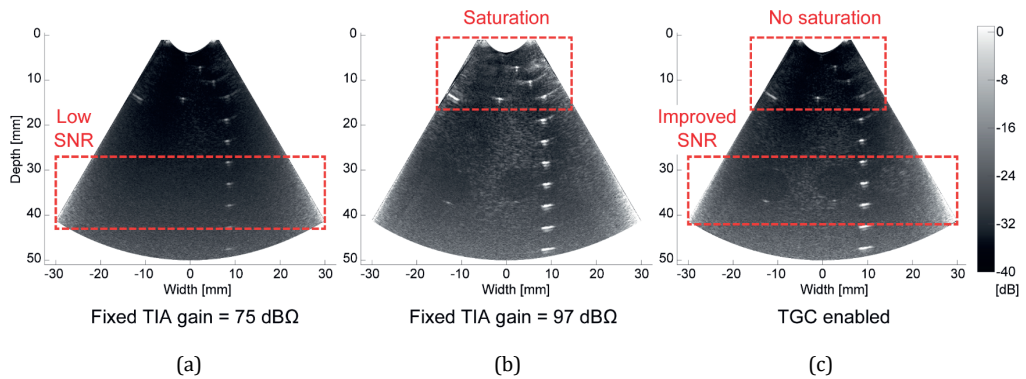 Saturation
No saturation
Depth [mm]
0
10
20
30
40
50
Low
SNR
-30 -20 -10 0 10 20 30
Width [mm]
Fixed TIA gain = 75 dBΩ
(a)
0
10
20
30
40
50
-30 -20 -10 0 10 20 30
Width [mm]
Fixed TIA gain = 97 dBΩ
(b)
0
10
20
30
40
50
Improved
SNR
-30 -20 -10 0 10 20 30
Width [mm]
TGC enabled
(c)
0
-8
-16
-24
-32
-40
[dB]